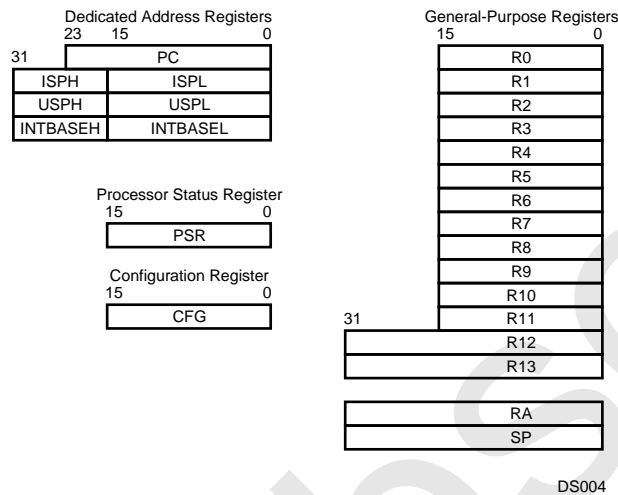 Dedicated Address Registers
23 15 0
31 PC
ISPH ISPL
USPH USPL
INTBASEH INTBASEL
Processor Status Register
15 0
PSR
Configuration Register
15 0
CFG
General-Purpose Registers
15 0
R0
R1
R2
R3
R4
R5
R6
R7
R8
R9
R10
31 R11
R12
R13
RA
SP
DS004